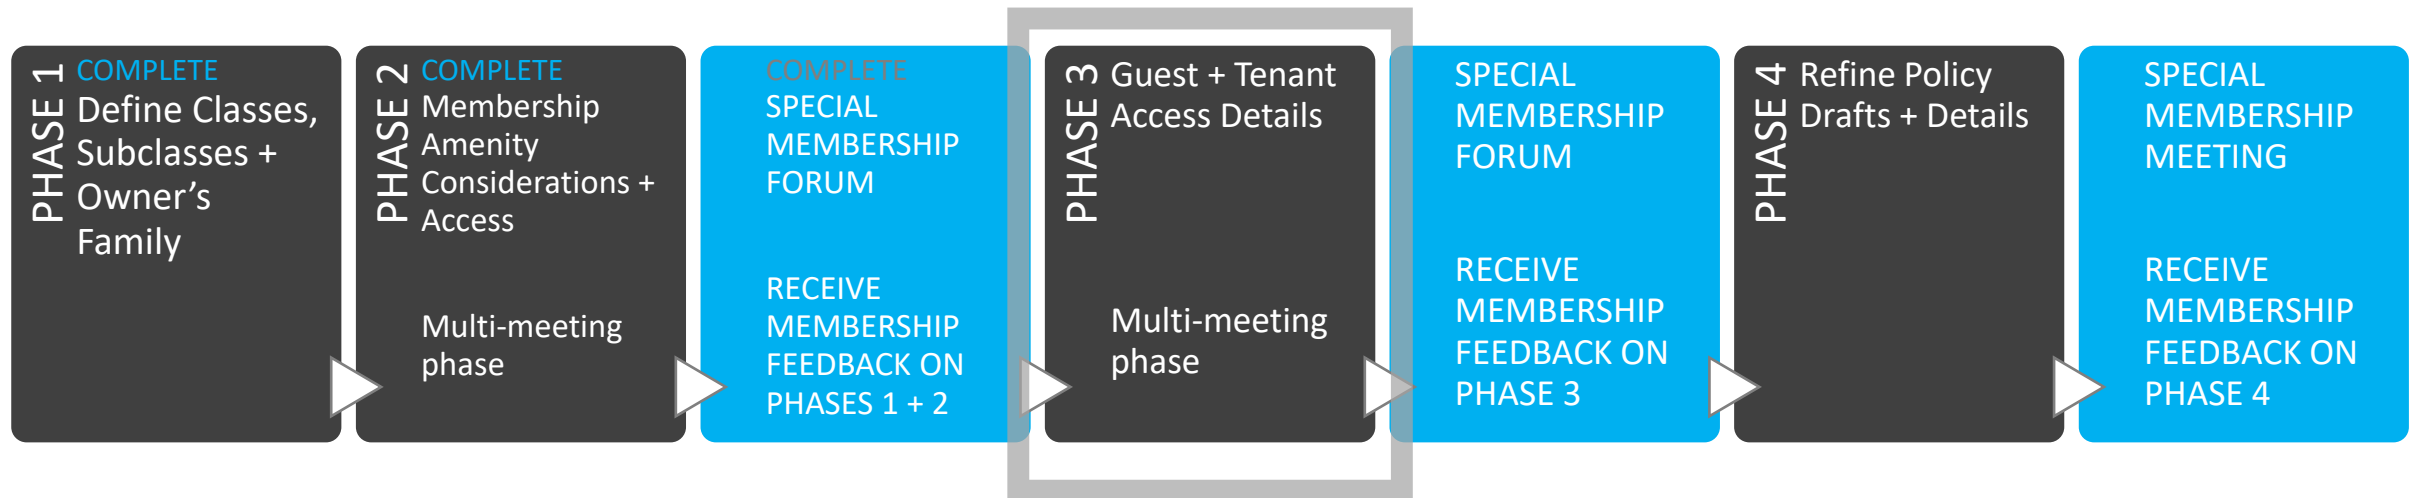 PHASE 1
COMPLETE
Define Classes,
Subclasses +
Owner’s
Family
PHASE 2
COMPLETE
Membership
Amenity
Considerations +
Access
Multi-meeting
phase
COMPLETE
SPECIAL
MEMBERSHIP
FORUM
RECEIVE
MEMBERSHIP
FEEDBACK ON
PHASES 1 + 2
PHASE 3
Guest + Tenant
Access Details
Multi-meeting
phase
SPECIAL
MEMBERSHIP
FORUM
RECEIVE
MEMBERSHIP
FEEDBACK ON
PHASE 3
PHASE 4
Refine Policy
Drafts + Details
SPECIAL
MEMBERSHIP
MEETING
RECEIVE
MEMBERSHIP
FEEDBACK ON
PHASE 4